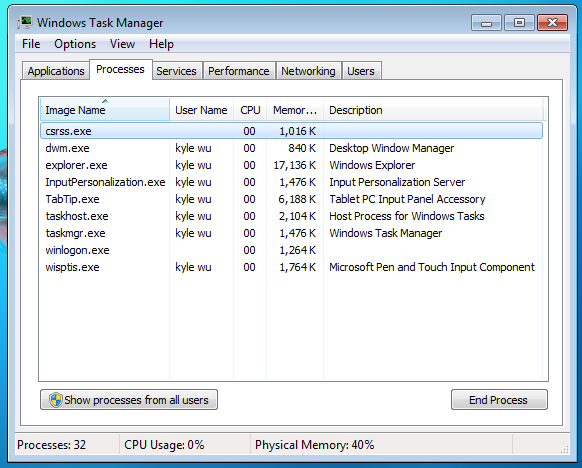 Windows Task Manager
File Options View Help
Applications Processes Services Performance Networking Users
Image Name User Name CPU Memor... Description
csrss.exe 00 1,016 K
dwm.exe kyle wu 00 840 K Desktop Window Manager
explorer.exe kyle wu 00 17,136 K Windows Explorer
InputPersonalization.exe kyle wu 00 1,476 K Input Personalization Server
TabTip.exe kyle wu 00 6,188 K Tablet PC Input Panel Accessory
taskhost.exe kyle wu 00 2,104 K Host Process for Windows Tasks
taskmgr.exe kyle wu 00 1,476 K Windows Task Manager
winlogon.exe 00 1,264 K
wisptis.exe kyle wu 00 1,764 K Microsoft Pen and Touch Input Component
Show processes from all users End Process
Processes: 32 CPU Usage: 0% Physical Memory: 40%